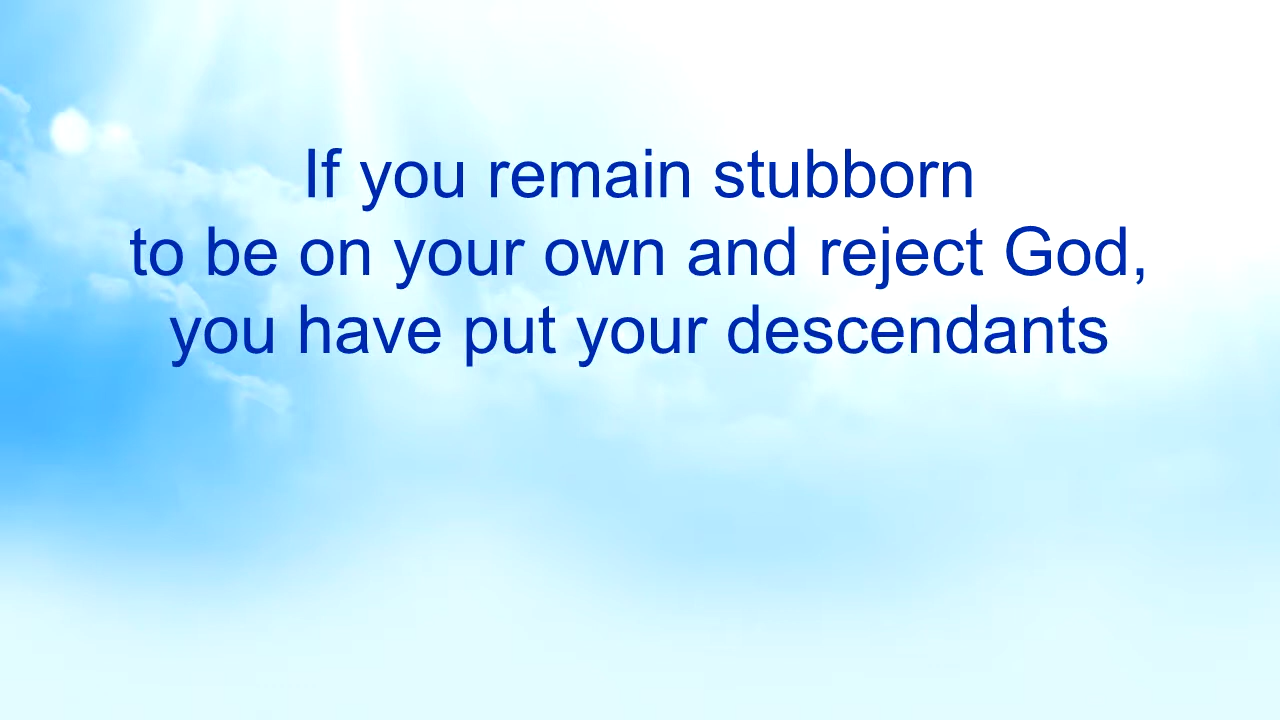 If you remain stubborn
to be on your own and reject God,
you have put your descendants